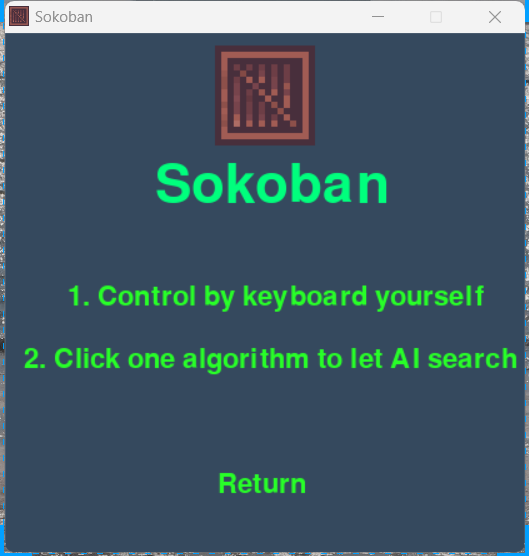 Sokoban
Sokoban
1. Control by keyboard yourself
2. Click one algorithm to let AI search
Return